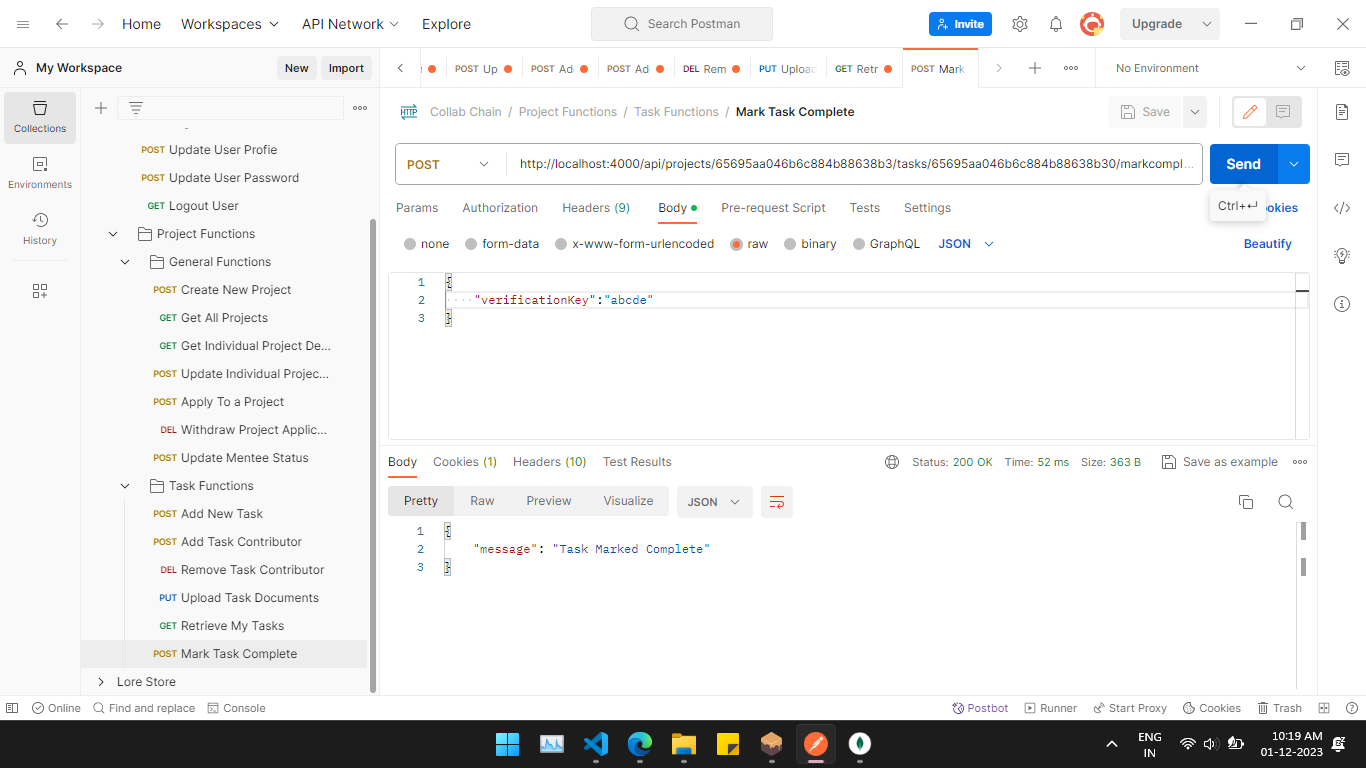 Home Workspaces API Network Explore Search Postman Invite Upgrade
My Workspace New Import
POST Up POST Ad POST Ad DEL Rem PUT Upload GET Retr POST Mark No Environment
Collections
Environments
History
POST Update User Profie
POST Update User Password
GET Logout User
Project Functions
General Functions
POST Create New Project
GET Get All Projects
GET Get Individual Project De...
POST Update Individual Projec...
POST Apply To a Project
DEL Withdraw Project Applic...
POST Update Mentee Status
Task Functions
POST Add New Task
POST Add Task Contributor
DEL Remove Task Contributor
PUT Upload Task Documents
GET Retrieve My Tasks
POST Mark Task Complete
Lore Store
HTTP Collab Chain / Project Functions / Task Functions / Mark Task Complete Save
POST http://localhost:4000/api/projects/65695aa046b6c884b88638b3/tasks/65695aa046b6c884b88638b30/markcompl... Send
Ctrl+↵
Params Authorization Headers (9) Body Pre-request Script Tests Settings ookies
none form-data x-www-form-urlencoded raw binary GraphQL JSON Beautify
1 {
2 "verificationKey":"abcde"
3 }
Body Cookies (1) Headers (10) Test Results Status: 200 OK Time: 52 ms Size: 363 B Save as example
Pretty Raw Preview Visualize JSON
1 {
2 "message": "Task Marked Complete"
3 }
Online Find and replace Console Postbot Runner Start Proxy Cookies Trash
ENG
IN
10:19 AM
01-12-2023